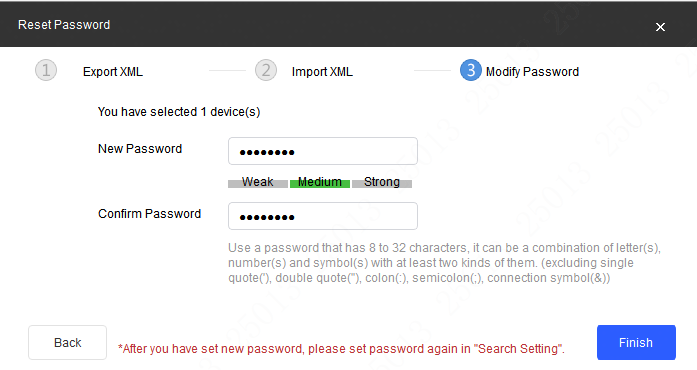 Reset Password
1 Export XML 2 Import XML 3 Modify Password
You have selected 1 device(s)
New Password ●●●●●●●●
Weak Medium Strong
Confirm Password ●●●●●●●●
Use a password that has 8 to 32 characters, it can be a combination of letter(s),
number(s) and symbol(s) with at least two kinds of them. (excluding single
quote('), double quote("), colon(:), semicolon(;), connection symbol(&))
Back *After you have set new password, please set password again in "Search Setting". Finish
25013